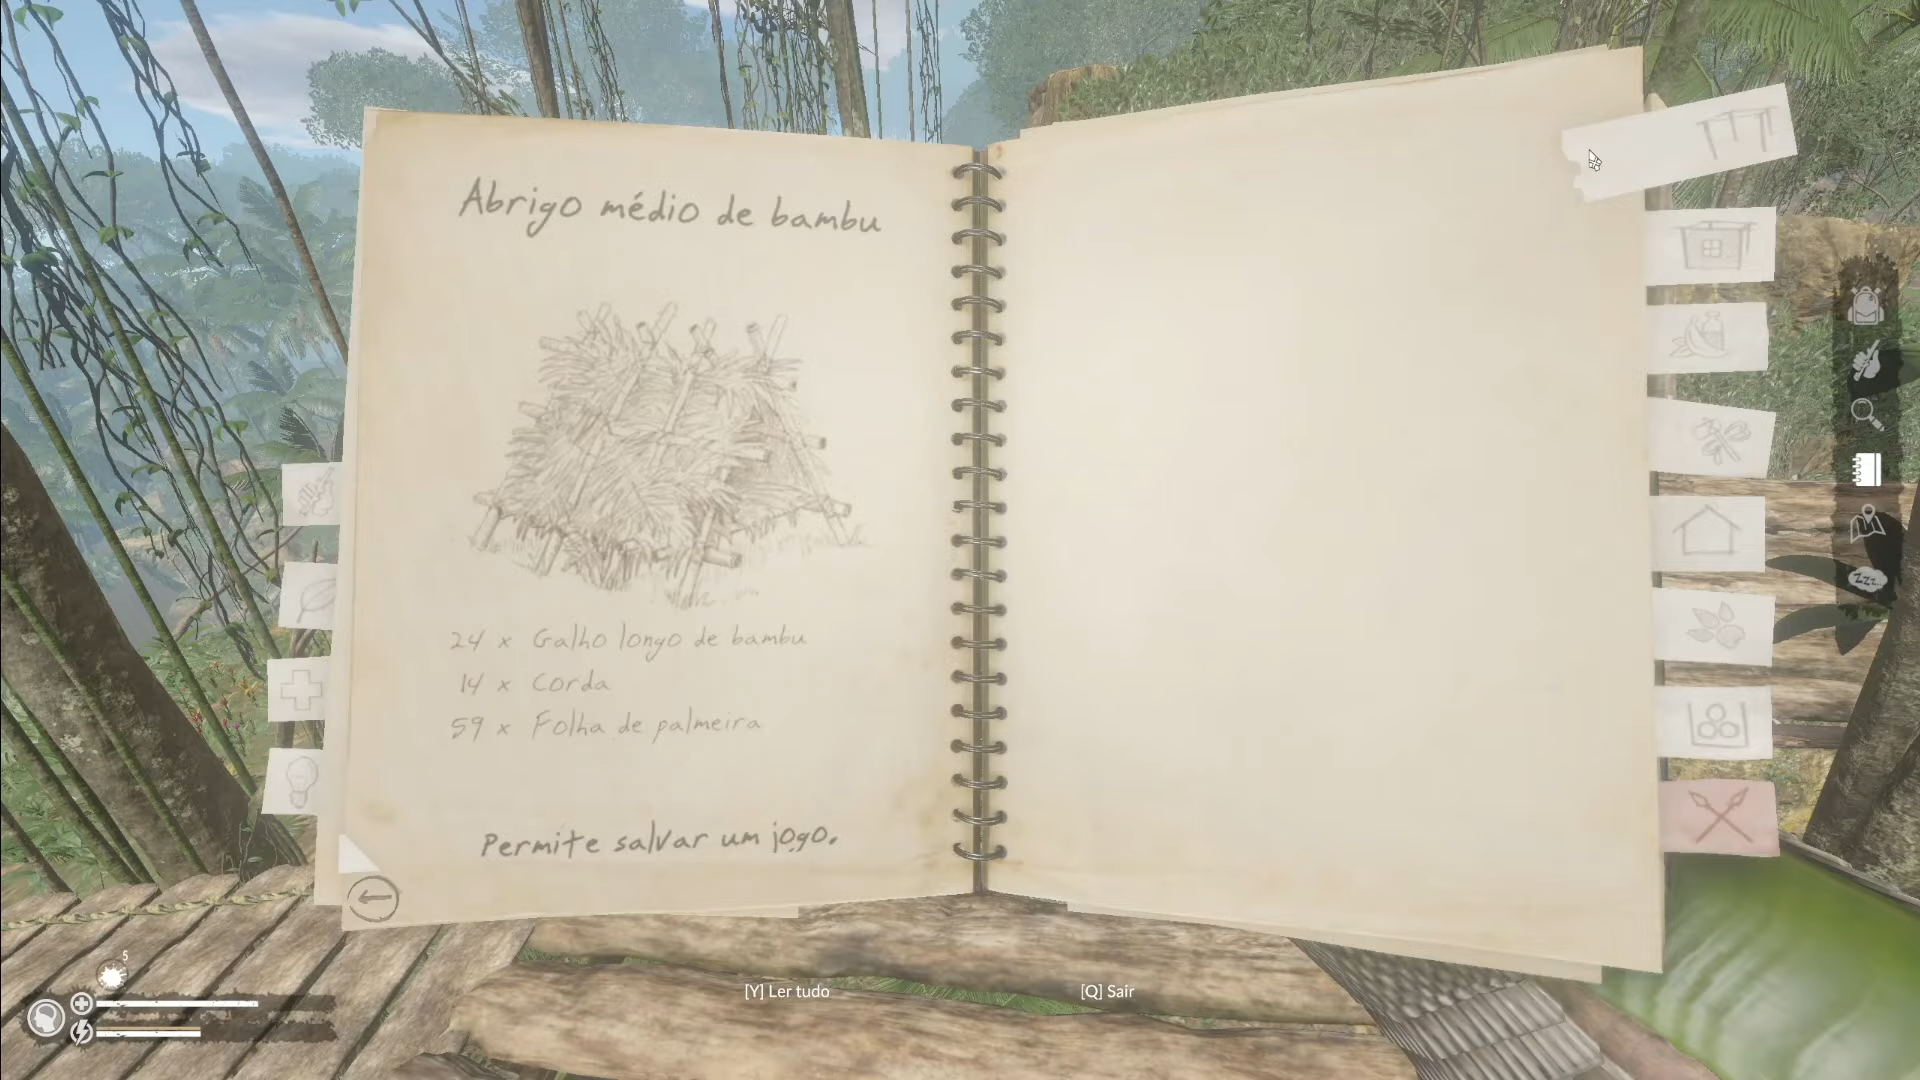 Abrigo médio de bambu
24 x Galho longo de bambu
14 x Corda
59 x Folha de palmeira
Permite salvar um jogo.
zzz
5
[Y] Ler tudo
[Q] Sair